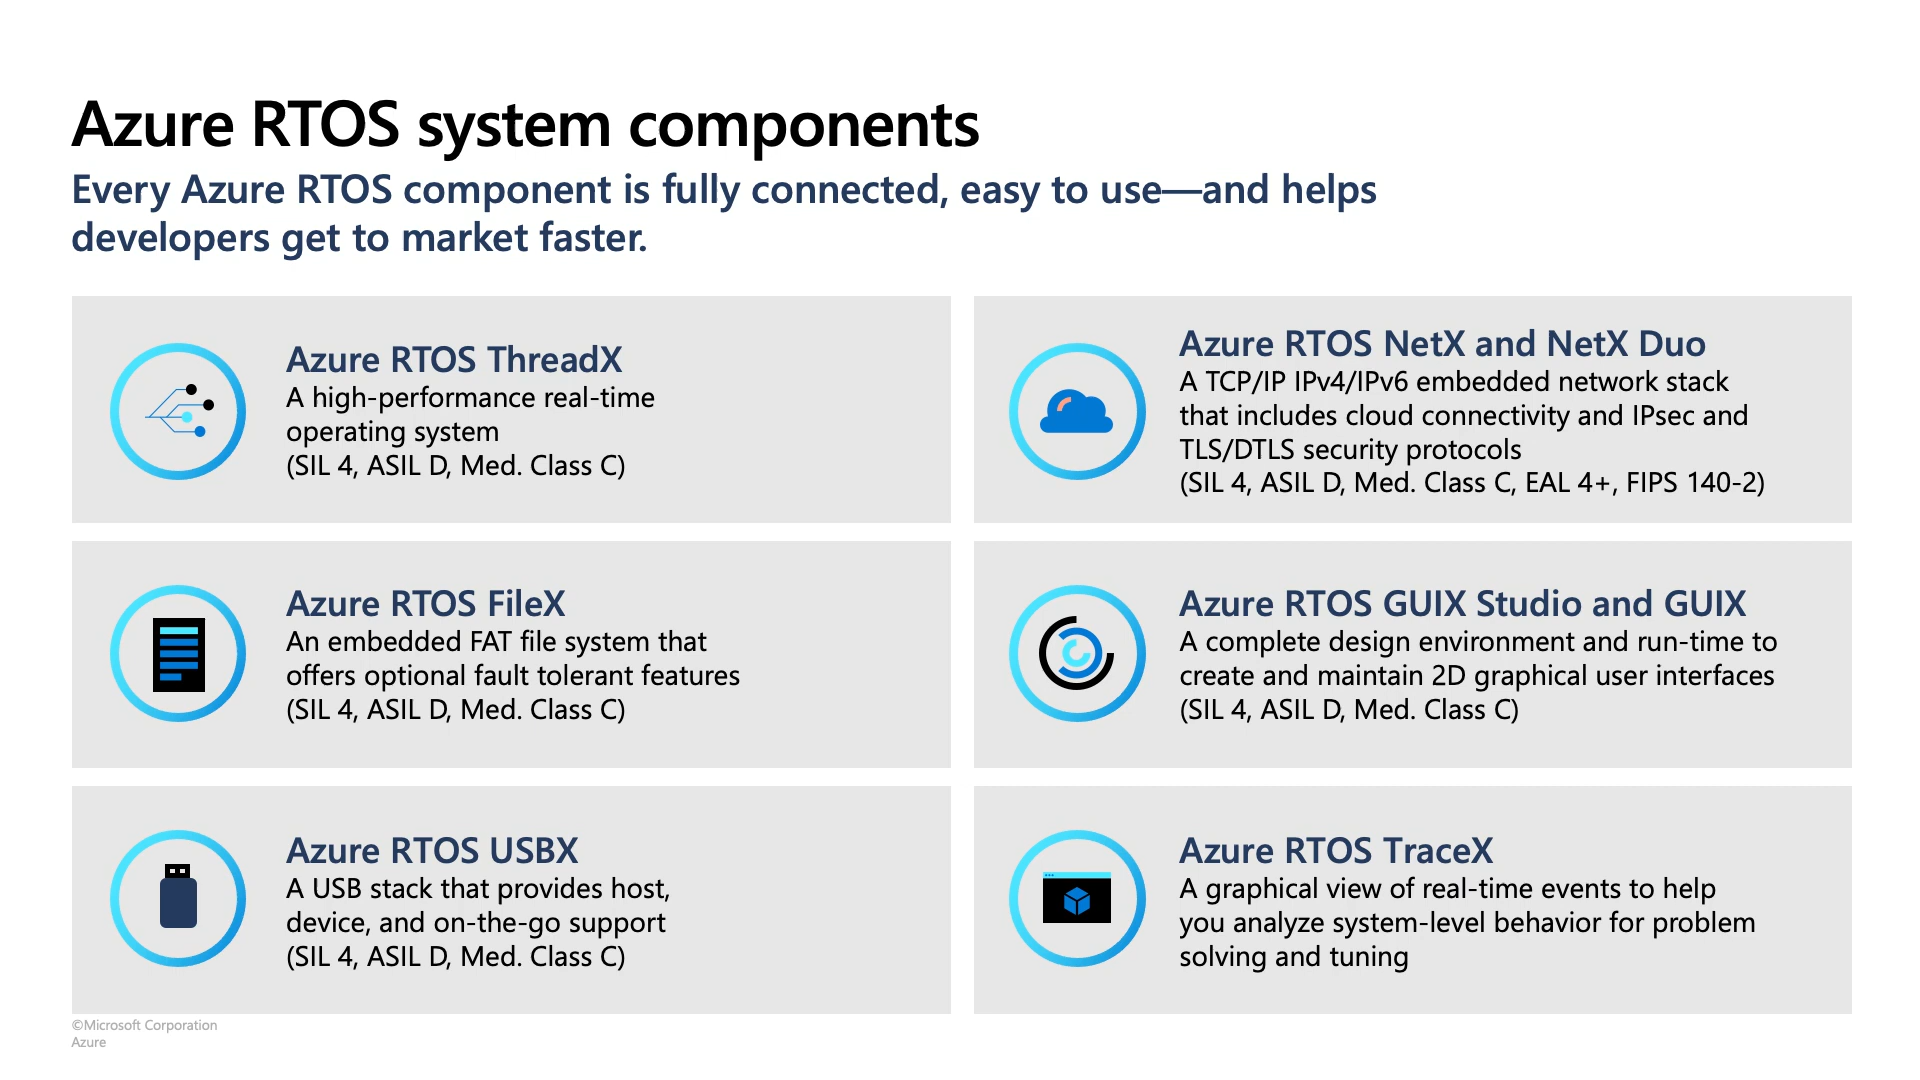 Azure RTOS system components
Every Azure RTOS component is fully connected, easy to use—and helps
developers get to market faster.
Azure RTOS ThreadX
A high-performance real-time
operating system
(SIL 4, ASIL D, Med. Class C)
Azure RTOS NetX and NetX Duo
A TCP/IP IPv4/IPv6 embedded network stack
that includes cloud connectivity and IPsec and
TLS/DTLS security protocols
(SIL 4, ASIL D, Med. Class C, EAL 4+, FIPS 140-2)
Azure RTOS FileX
An embedded FAT file system that
offers optional fault tolerant features
(SIL 4, ASIL D, Med. Class C)
Azure RTOS GUIX Studio and GUIX
A complete design environment and run-time to
create and maintain 2D graphical user interfaces
(SIL 4, ASIL D, Med. Class C)
Azure RTOS USBX
A USB stack that provides host,
device, and on-the-go support
(SIL 4, ASIL D, Med. Class C)
Azure RTOS TraceX
A graphical view of real-time events to help
you analyze system-level behavior for problem
solving and tuning
©Microsoft Corporation
Azure